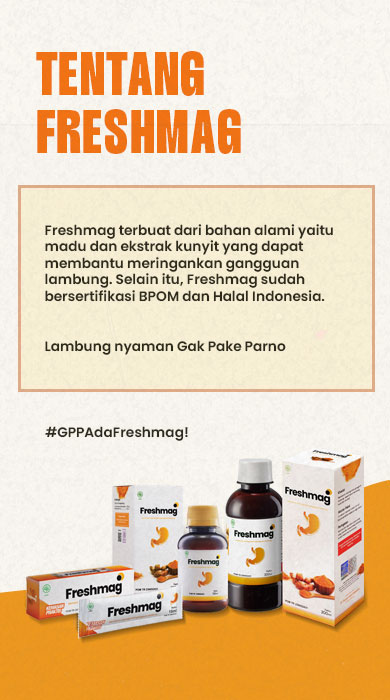 TENTANG
FRESHMAG
Freshmag terbuat dari bahan alami yaitu
madu dan ekstrak kunyit yang dapat
membantu meringankan gangguan
lambung. Selain itu, Freshmag sudah
bersertifikasi BPOM dan Halal Indonesia.
Lambung nyaman Gak Pake Parno
#GPPAdaFreshmag!
Freshmag
Freshmag
Freshmag
Freshmag
Freshmag
Freshmag